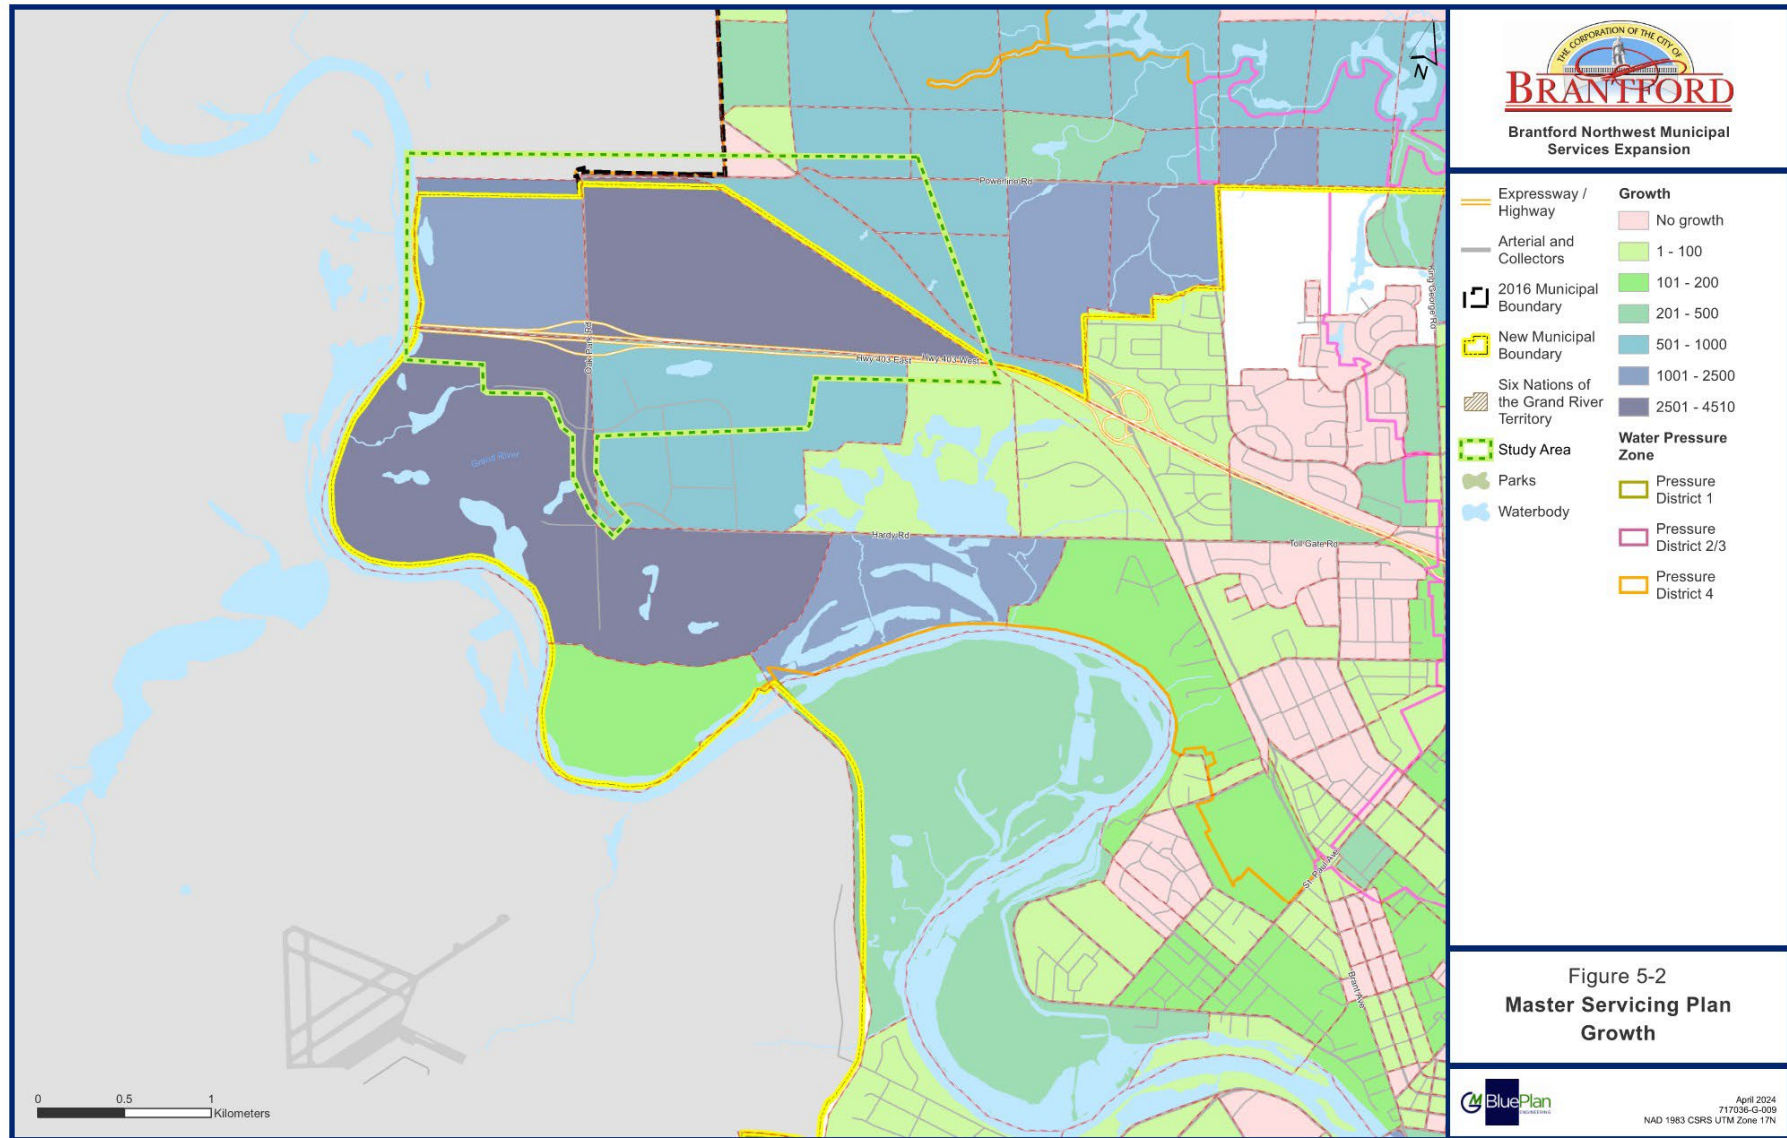 THE CORPORATION OF THE CITY OF
BRANTFORD
Brantford Northwest Municipal
Services Expansion
N
Expressway /
Highway
Arterial and
Collectors
2016 Municipal
Boundary
New Municipal
Boundary
Six Nations of
the Grand River
Territory
Study Area
Parks
Waterbody
Growth
No growth
1 - 100
101 - 200
201 - 500
501 - 1000
1001 - 2500
2501 - 4510
Water Pressure
Zone
Pressure
District 1
Pressure
District 2/3
Pressure
District 4
Powerline Rd
King George Rd
Oak Park Rd
Hwy 403 East
Hwy 403 West
Grand River
Hardy Rd
Toll Gate Rd
St. Paul Ave
Brant Ave
0 0.5 1
Kilometers
Figure 5-2
Master Servicing Plan
Growth
GM BluePlan
ENGINEERING
April 2024
717036-G-009
NAD 1983 CSRS UTM Zone 17N